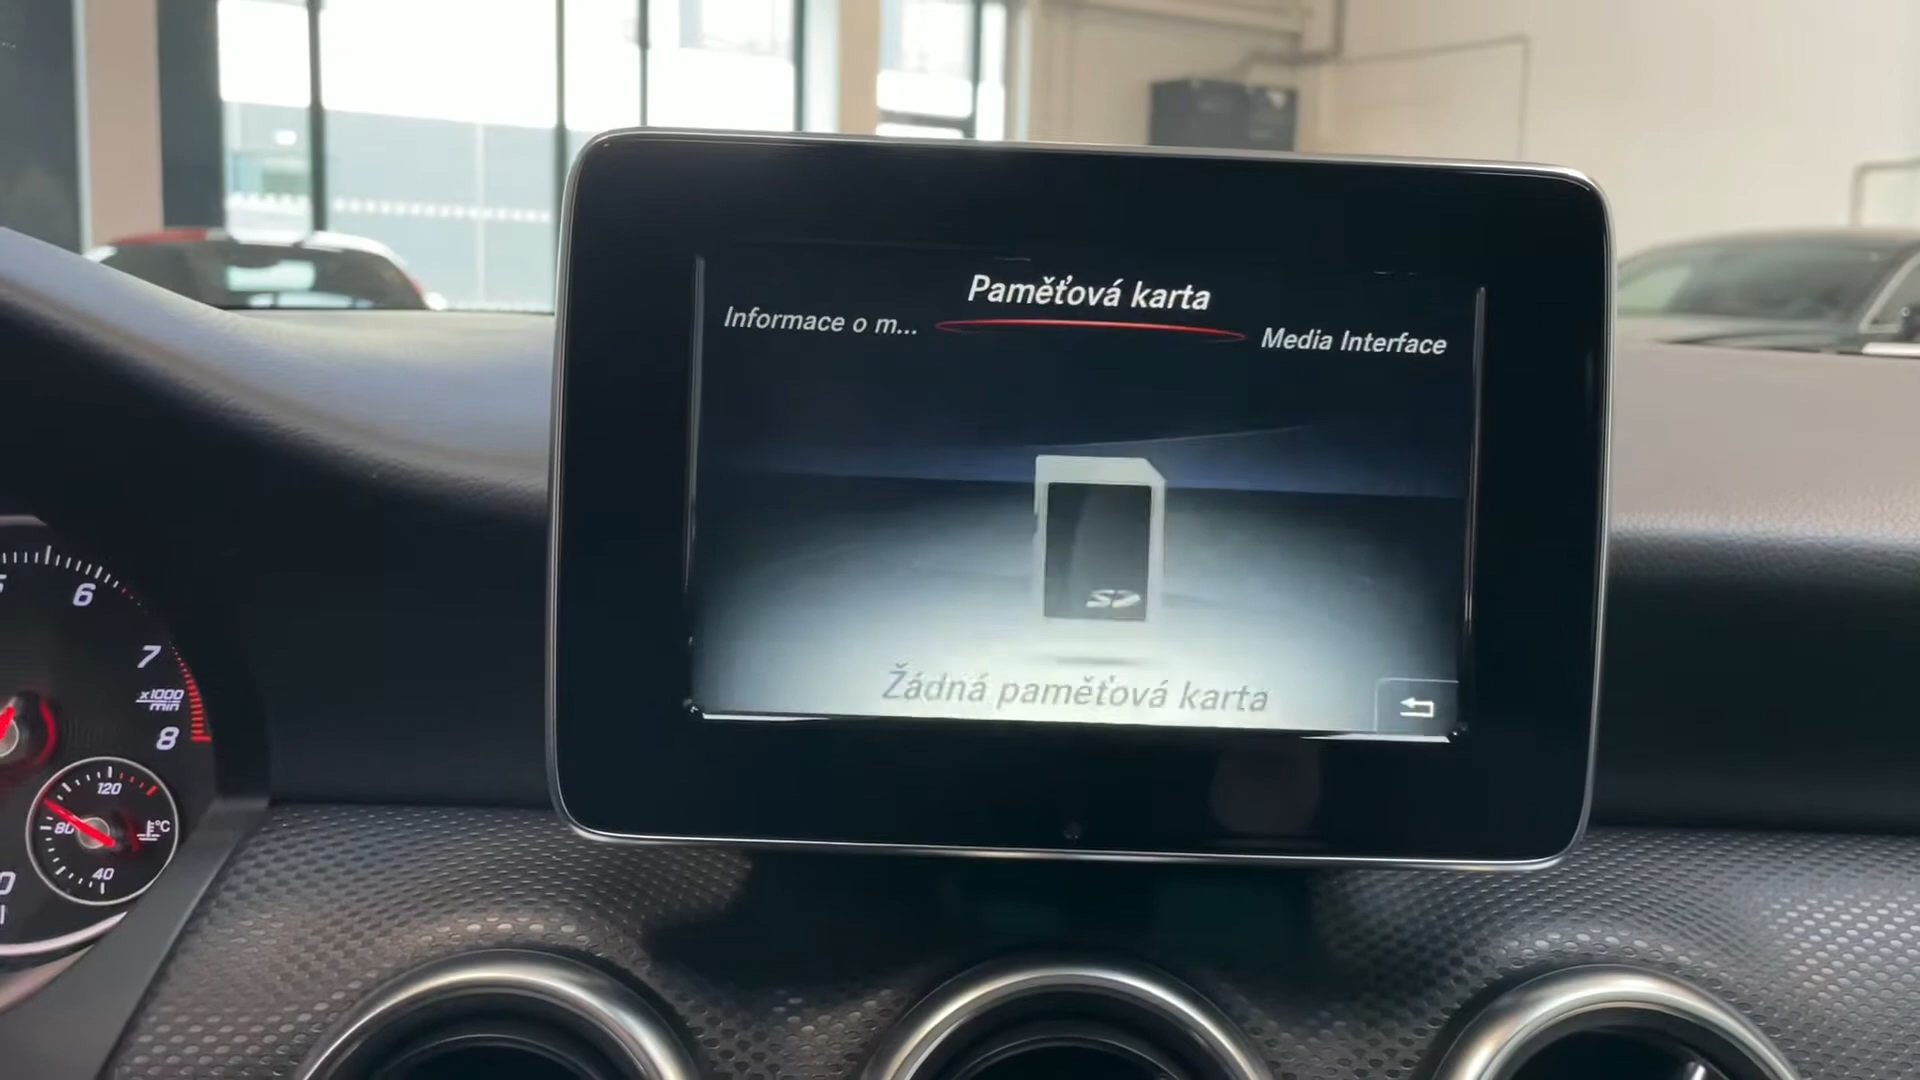 Paměťová karta
Informace o m...
Media Interface
SD
Žádná paměťová karta
6
7
x1000
min
8
120
80
°C
40